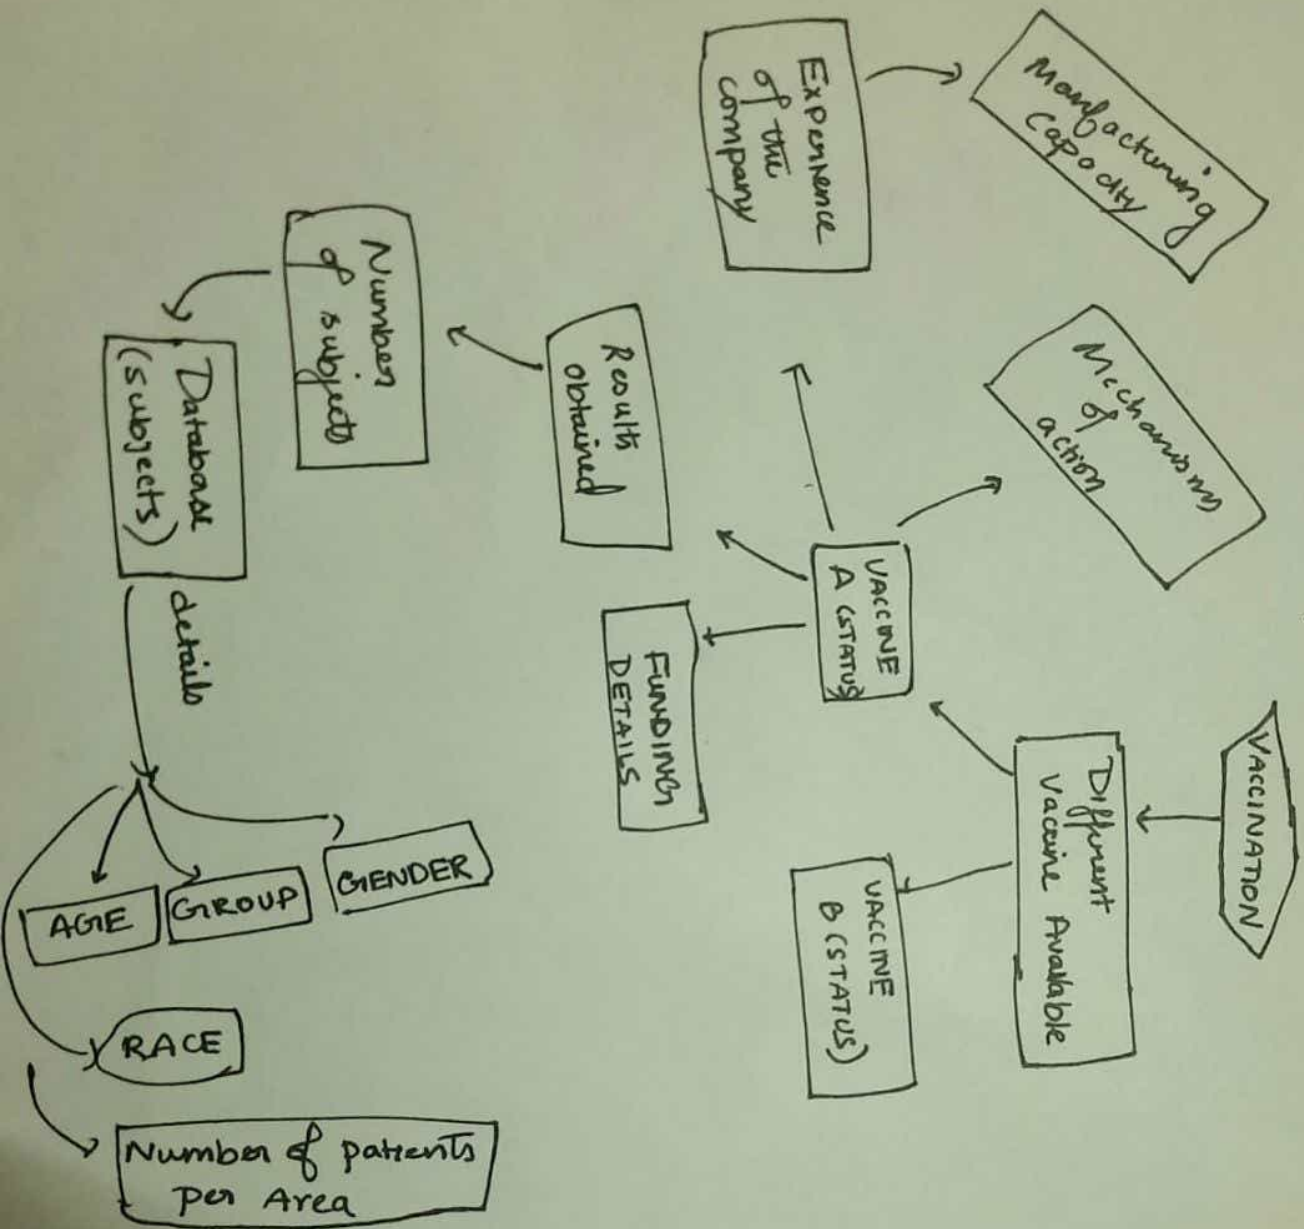 VACCINATION
Different
Vaccine Available
VACCINE
A (STATUS)
VACCINE
B (STATUS)
Mechanisms
of
action
Manfacturing
Capacity
Experience
of the
company
Results
obtained
FUNDING
DETAILS
Number
of subjects
Database
(subjects)
details
GENDER
GROUP
AGE
RACE
Number of patients
per Area